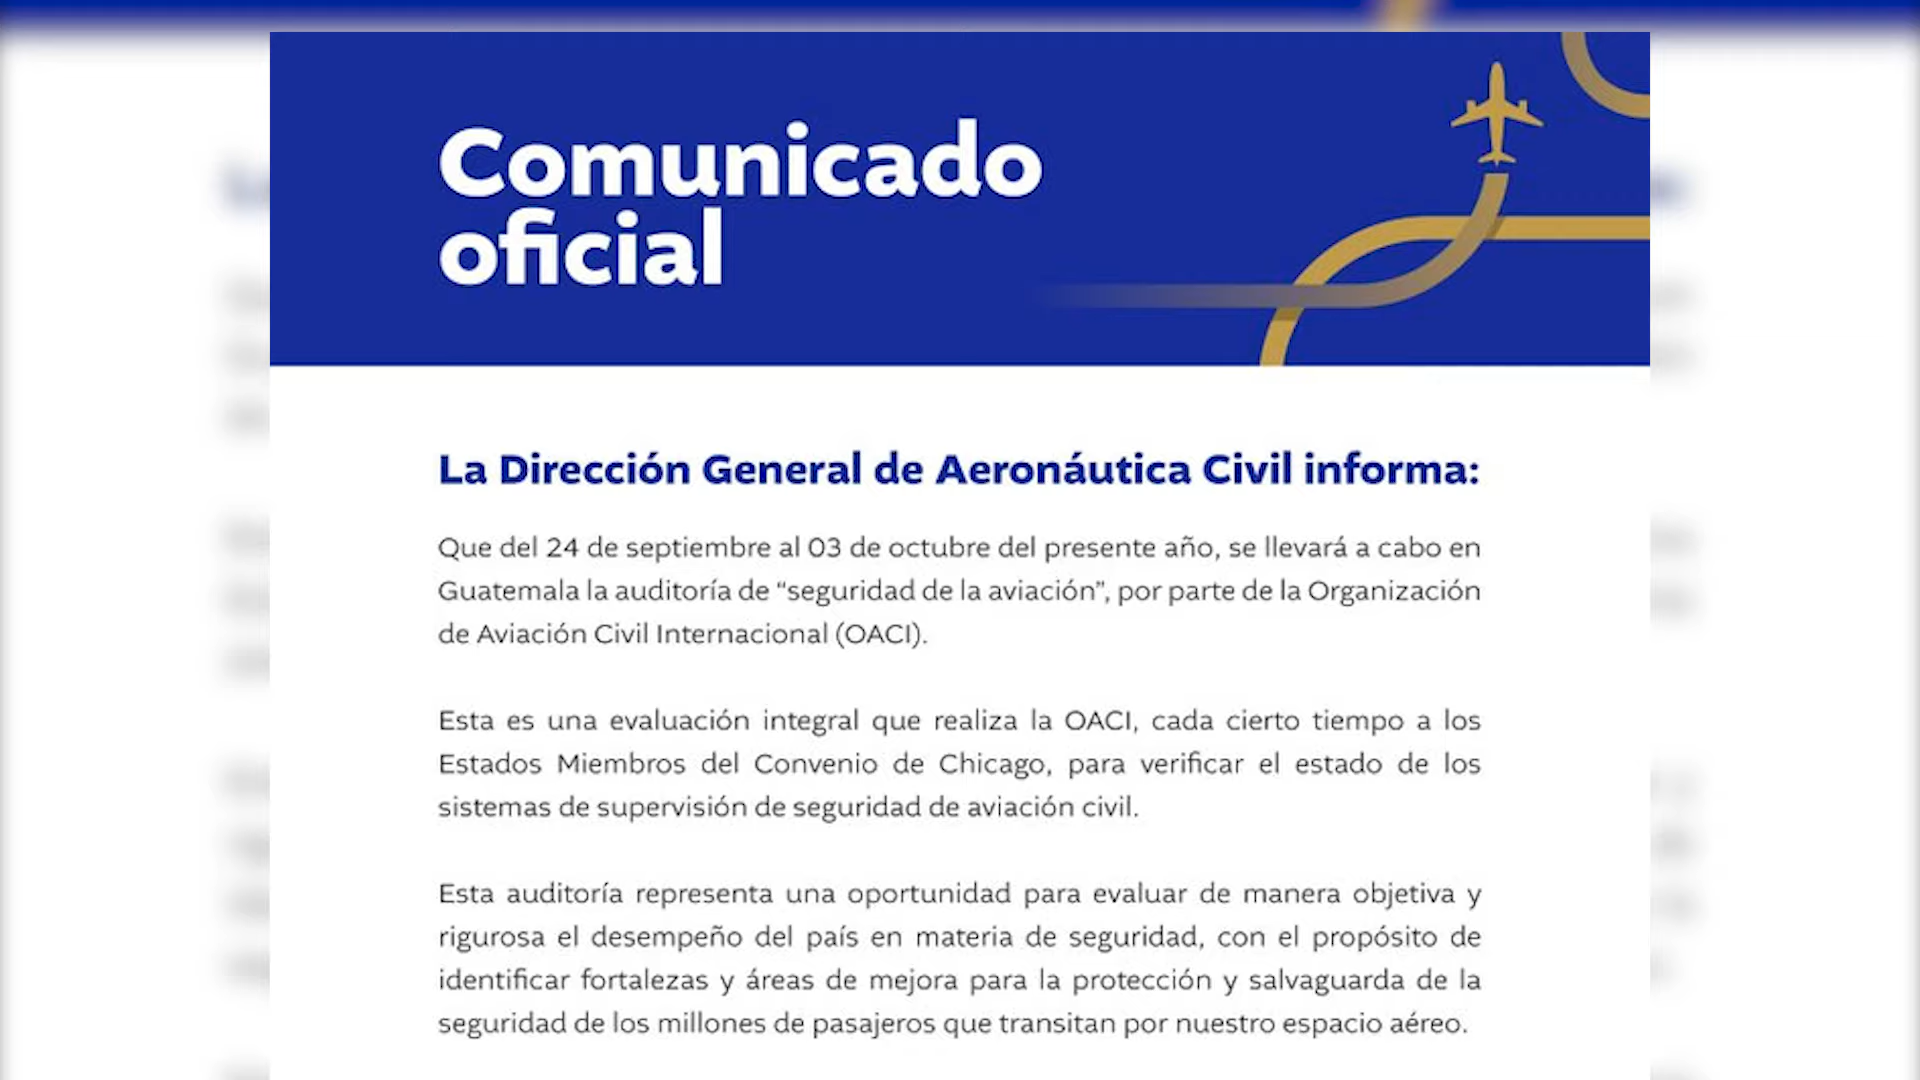 Comunicado
oficial
La Dirección General de Aeronáutica Civil informa:
Que del 24 de septiembre al 03 de octubre del presente año, se llevará a cabo en
Guatemala la auditoría de “seguridad de la aviación”, por parte de la Organización
de Aviación Civil Internacional (OACI).
Esta es una evaluación integral que realiza la OACI, cada cierto tiempo a los
Estados Miembros del Convenio de Chicago, para verificar el estado de los
sistemas de supervisión de seguridad de aviación civil.
Esta auditoría representa una oportunidad para evaluar de manera objetiva y
rigurosa el desempeño del país en materia de seguridad, con el propósito de
identificar fortalezas y áreas de mejora para la protección y salvaguarda de la
seguridad de los millones de pasajeros que transitan por nuestro espacio aéreo.